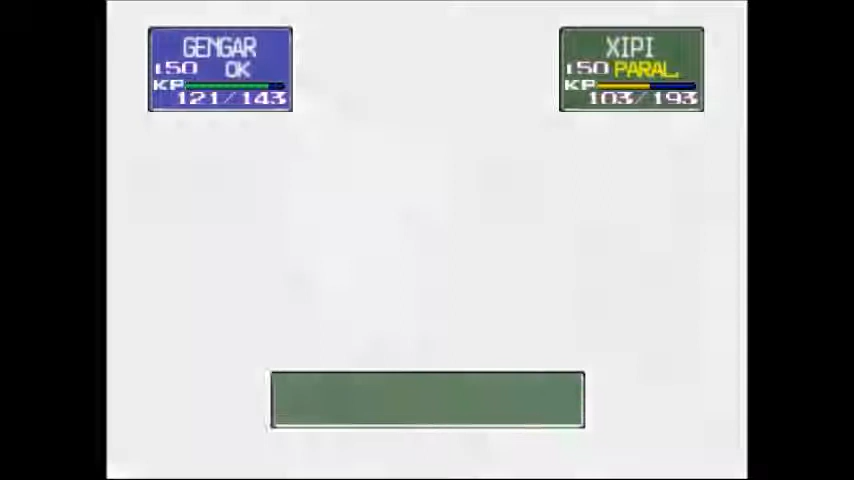 GENGAR
L50 OK
KP
121/143
XIPI
L50 PARAL.
KP
103/193